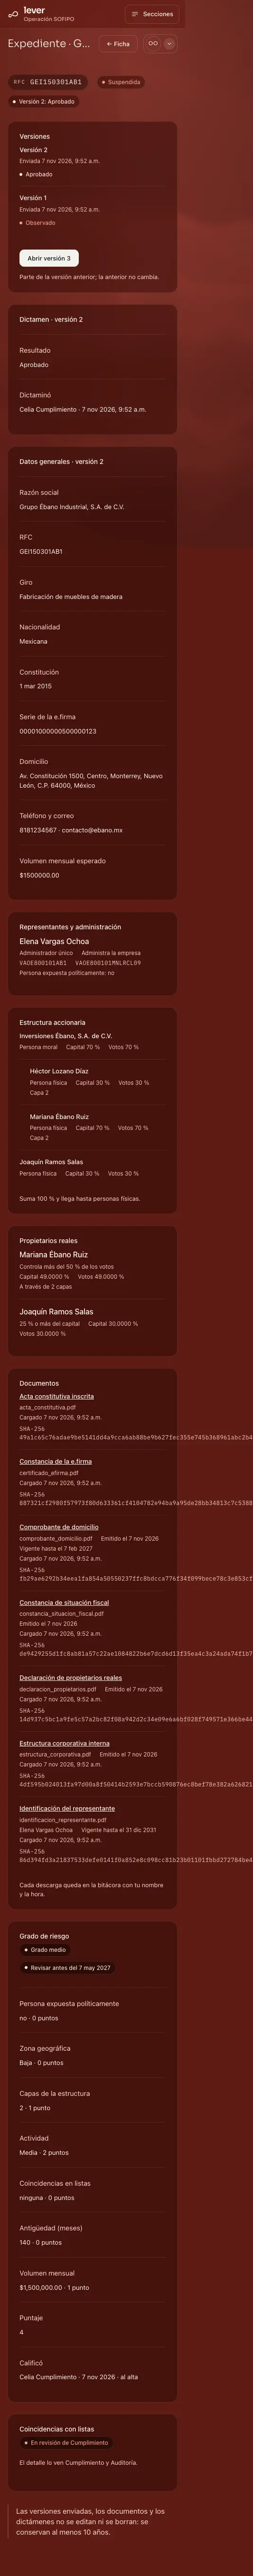 lever
Operación SOFIPO
Secciones
Expediente · G...
← Ficha
RFC GEI150301AB1
Suspendida
Versión 2: Aprobado
Versiones
Versión 2
Enviada 7 nov 2026, 9:52 a.m.
Aprobado
Versión 1
Enviada 7 nov 2026, 9:52 a.m.
Observado
Abrir versión 3
Parte de la versión anterior; la anterior no cambia.
Dictamen · versión 2
Resultado
Aprobado
Dictaminó
Celia Cumplimiento · 7 nov 2026, 9:52 a.m.
Datos generales · versión 2
Razón social
Grupo Ébano Industrial, S.A. de C.V.
RFC
GEI150301AB1
Giro
Fabricación de muebles de madera
Nacionalidad
Mexicana
Constitución
1 mar 2015
Serie de la e.firma
00001000000500000123
Domicilio
Av. Constitución 1500, Centro, Monterrey, Nuevo
León, C.P. 64000, México
Teléfono y correo
8181234567 · contacto@ebano.mx
Volumen mensual esperado
$1500000.00
Representantes y administración
Elena Vargas Ochoa
Administrador único Administra la empresa
VAOE800101AB1 VAOE800101MNLRCL09
Persona expuesta políticamente: no
Estructura accionaria
Inversiones Ébano, S.A. de C.V.
Persona moral Capital 70 % Votos 70 %
Héctor Lozano Díaz
Persona física Capital 30 % Votos 30 %
Capa 2
Mariana Ébano Ruiz
Persona física Capital 70 % Votos 70 %
Capa 2
Joaquín Ramos Salas
Persona física Capital 30 % Votos 30 %
Suma 100 % y llega hasta personas físicas.
Propietarios reales
Mariana Ébano Ruiz
Controla más del 50 % de los votos
Capital 49.0000 % Votos 49.0000 %
A través de 2 capas
Joaquín Ramos Salas
25 % o más del capital Capital 30.0000 %
Votos 30.0000 %
Documentos
Acta constitutiva inscrita
acta_constitutiva.pdf
Cargado 7 nov 2026, 9:52 a.m.
SHA-256
Constancia de la e.firma
certificado_efirma.pdf
Cargado 7 nov 2026, 9:52 a.m.
SHA-256
Comprobante de domicilio
comprobante_domicilio.pdf Emitido el 7 nov 2026
Vigente hasta el 7 feb 2027
Cargado 7 nov 2026, 9:52 a.m.
SHA-256
Constancia de situación fiscal
constancia_situacion_fiscal.pdf
Emitido el 7 nov 2026
Cargado 7 nov 2026, 9:52 a.m.
SHA-256
Declaración de propietarios reales
declaracion_propietarios.pdf Emitido el 7 nov 2026
Cargado 7 nov 2026, 9:52 a.m.
SHA-256
Estructura corporativa interna
estructura_corporativa.pdf Emitido el 7 nov 2026
Cargado 7 nov 2026, 9:52 a.m.
SHA-256
Identificación del representante
identificacion_representante.pdf
Elena Vargas Ochoa Vigente hasta el 31 dic 2031
Cargado 7 nov 2026, 9:52 a.m.
SHA-256
Cada descarga queda en la bitácora con tu nombre
y la hora.
Grado de riesgo
Grado medio
Revisar antes del 7 may 2027
Persona expuesta políticamente
no · 0 puntos
Zona geográfica
Baja · 0 puntos
Capas de la estructura
2 · 1 punto
Actividad
Media · 2 puntos
Coincidencias en listas
ninguna · 0 puntos
Antigüedad (meses)
140 · 0 puntos
Volumen mensual
$1,500,000.00 · 1 punto
Puntaje
4
Calificó
Celia Cumplimiento · 7 nov 2026 · al alta
Coincidencias con listas
En revisión de Cumplimiento
El detalle lo ven Cumplimiento y Auditoría.
Las versiones enviadas, los documentos y los
dictámenes no se editan ni se borran: se
conservan al menos 10 años.